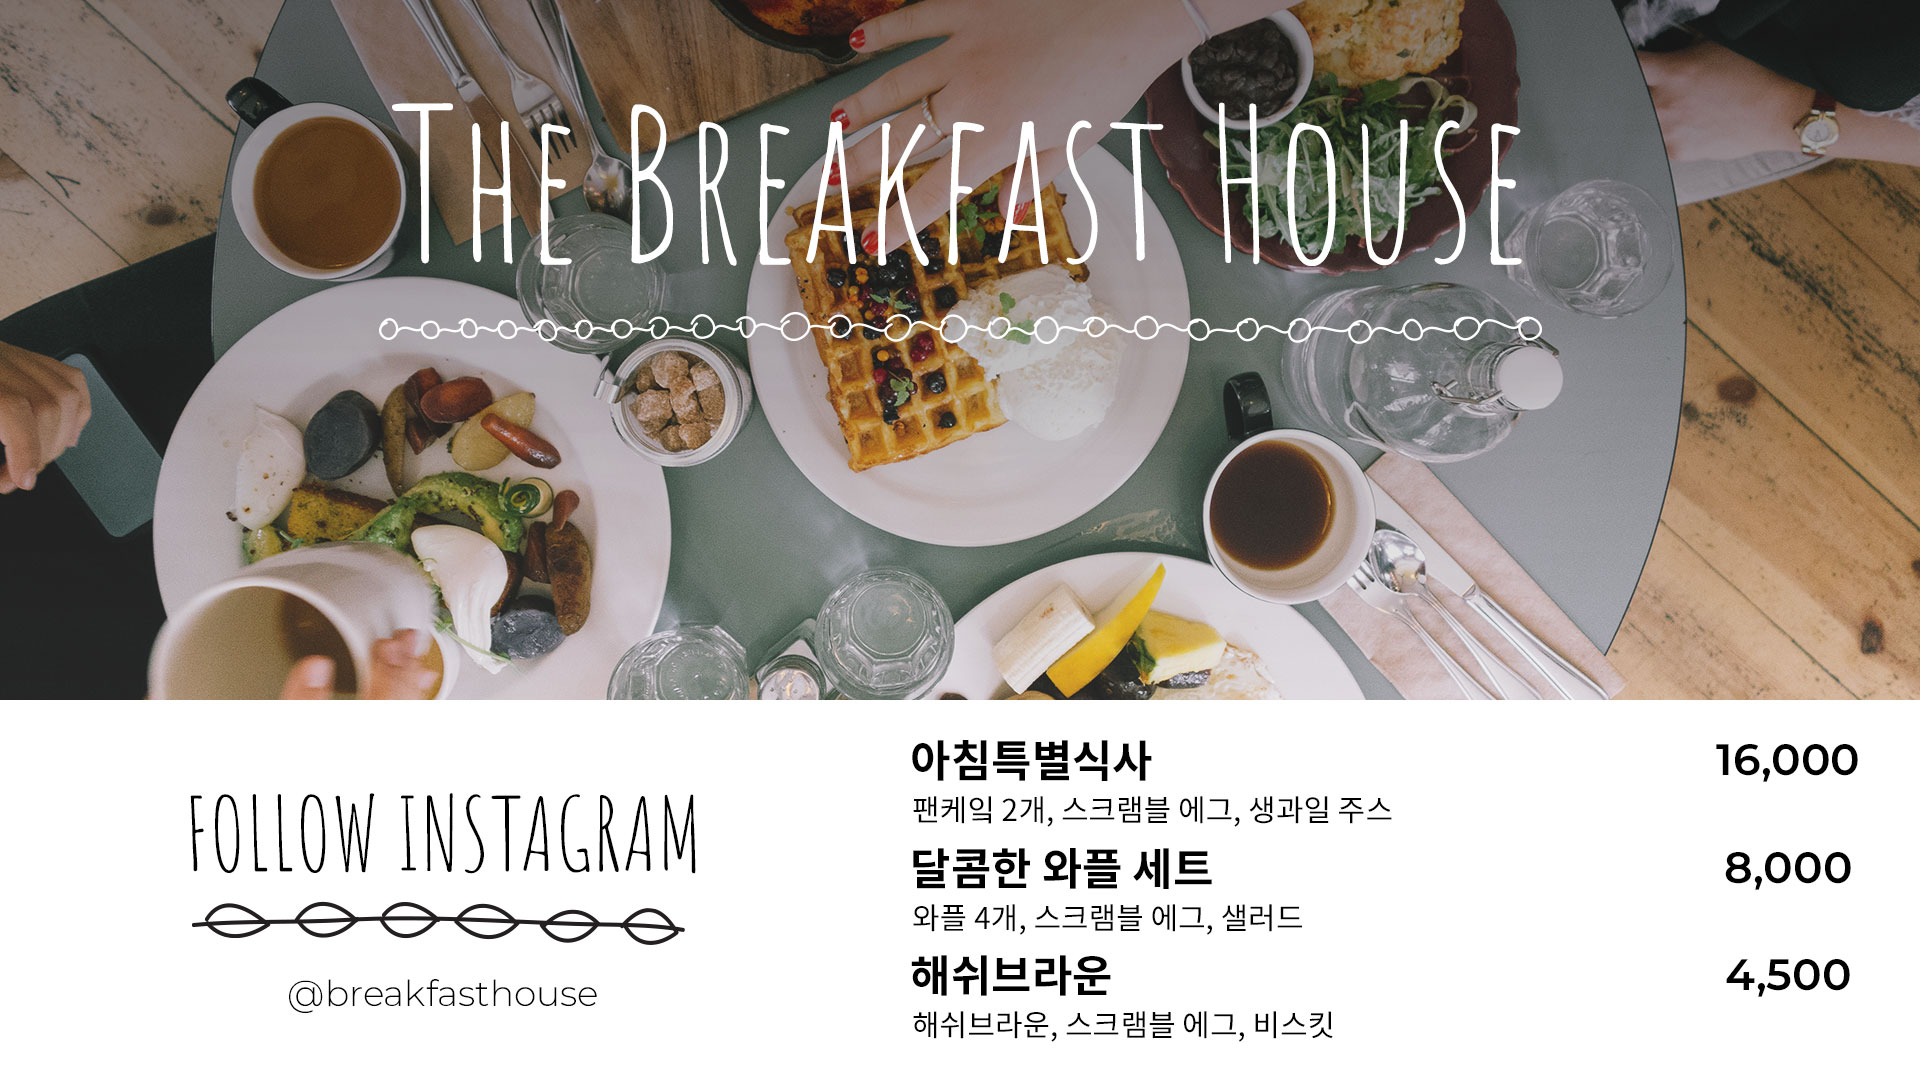 THE BREAKFAST HOUSE
FOLLOW INSTAGRAM
@breakfasthouse
아침특별식사 16,000
팬케잌 2개, 스크램블 에그, 생과일 주스
달콤한 와플 세트 8,000
와플 4개, 스크램블 에그, 샐러드
해쉬브라운 4,500
해쉬브라운, 스크램블 에그, 비스킷